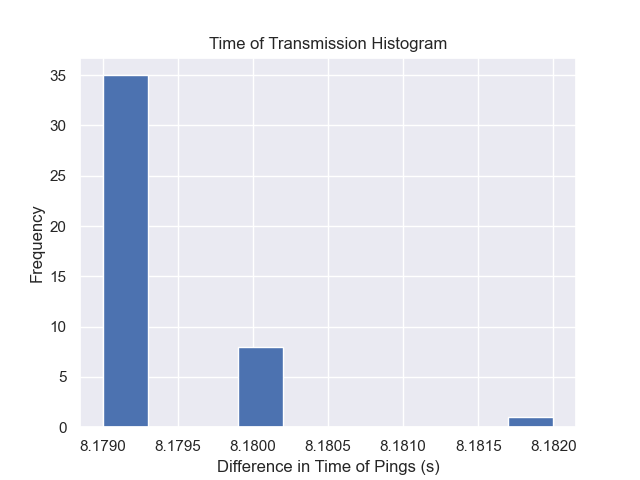 Time of Transmission Histogram
Frequency
35
30
25
20
15
10
5
0
8.1790 8.1795 8.1800 8.1805 8.1810 8.1815 8.1820
Difference in Time of Pings (s)